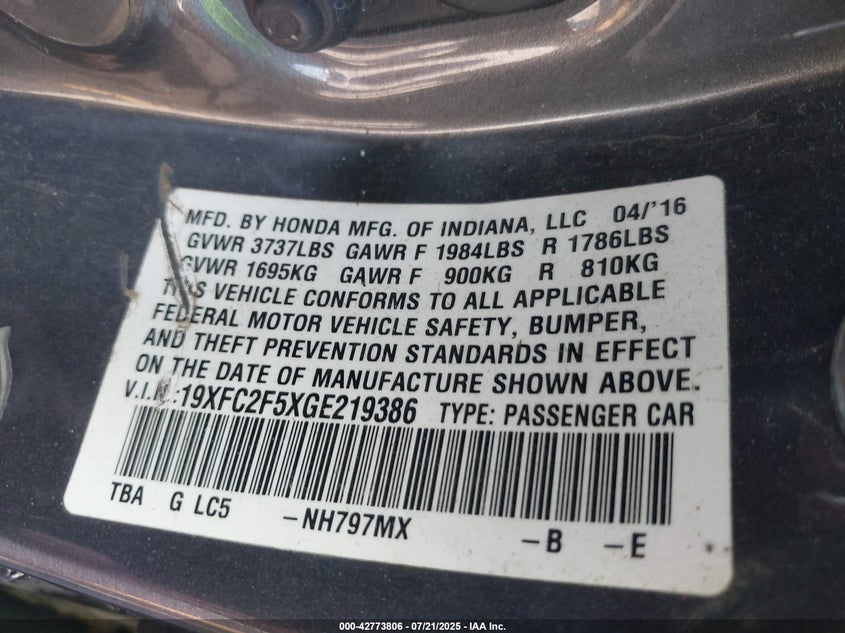 MFD. BY HONDA MFG. OF INDIANA, LLC 04/'16
GVWR 3737LBS GAWR F 1984LBS R 1786LBS
GVWR 1695KG GAWR F 900KG R 810KG
THIS VEHICLE CONFORMS TO ALL APPLICABLE
FEDERAL MOTOR VEHICLE SAFETY, BUMPER,
AND THEFT PREVENTION STANDARDS IN EFFECT
ON THE DATE OF MANUFACTURE SHOWN ABOVE.
V.I.N.:19XFC2F5XGE219386 TYPE: PASSENGER CAR
TBA G LC5 -NH797MX -B -E
000-42773806 - 07/21/2025 - IAA Inc.